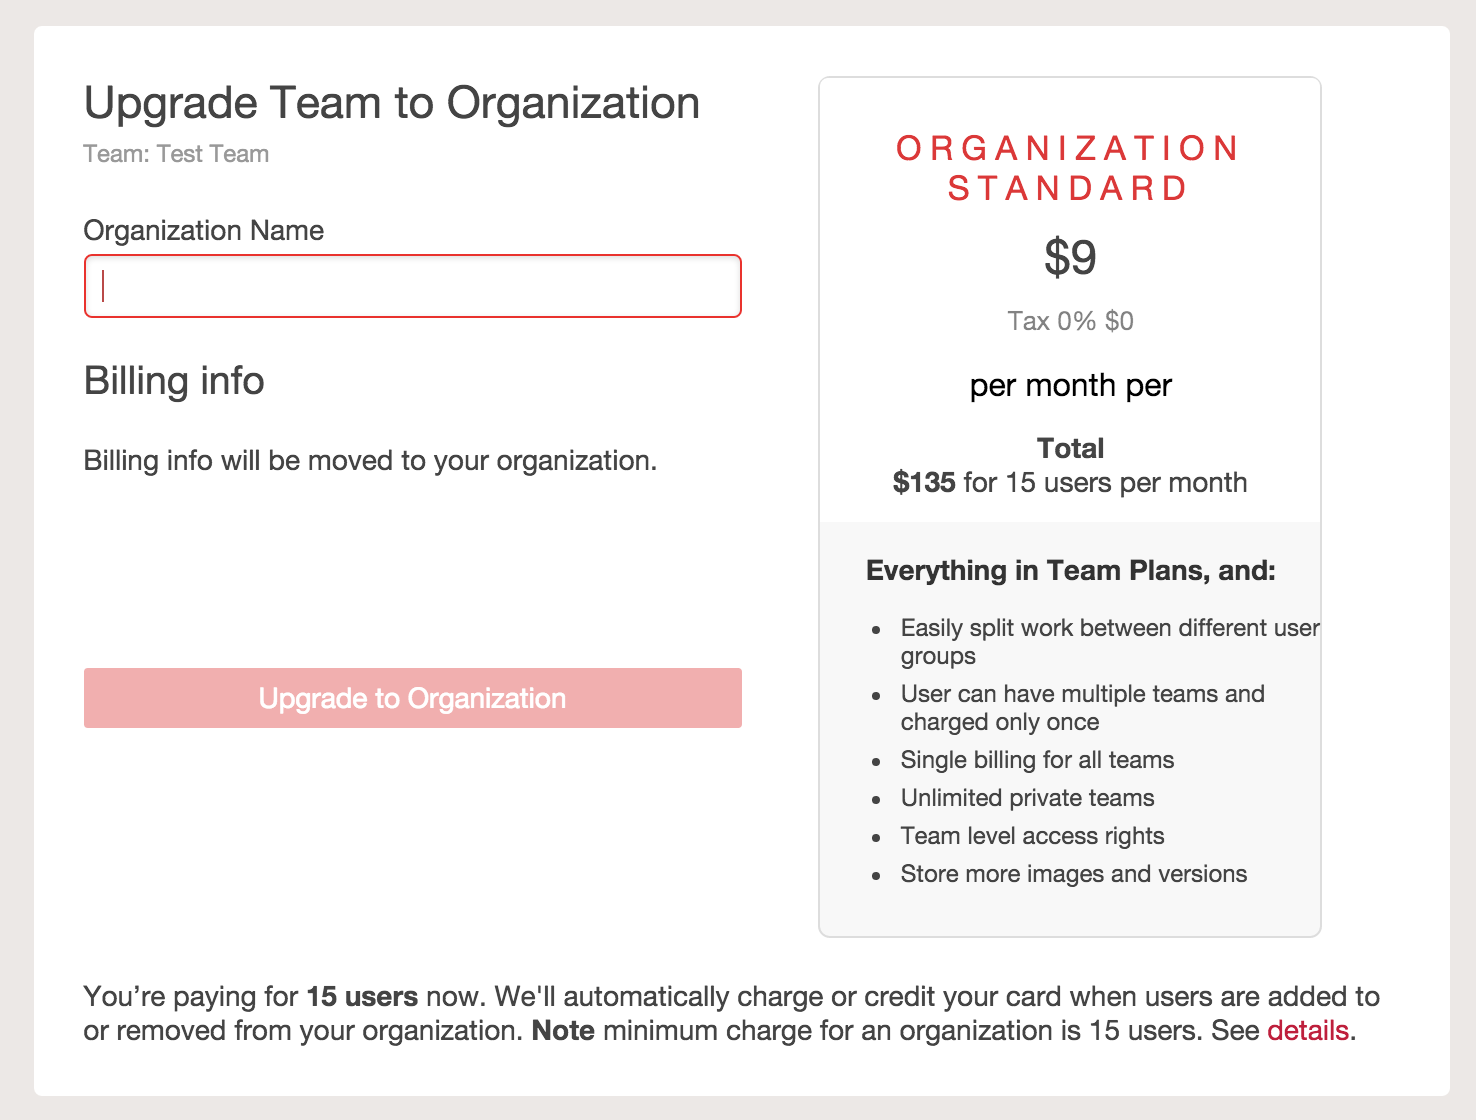 Upgrade Team to Organization
Team: Test Team
Organization Name
Billing info
Billing info will be moved to your organization.
Upgrade to Organization
ORGANIZATION
STANDARD
$9
Tax 0% $0
per month per
Total
$135 for 15 users per month
Everything in Team Plans, and:
• Easily split work between different user
groups
• User can have multiple teams and
charged only once
• Single billing for all teams
• Unlimited private teams
• Team level access rights
• Store more images and versions
You’re paying for 15 users now. We'll automatically charge or credit your card when users are added to
or removed from your organization. Note minimum charge for an organization is 15 users. See details.